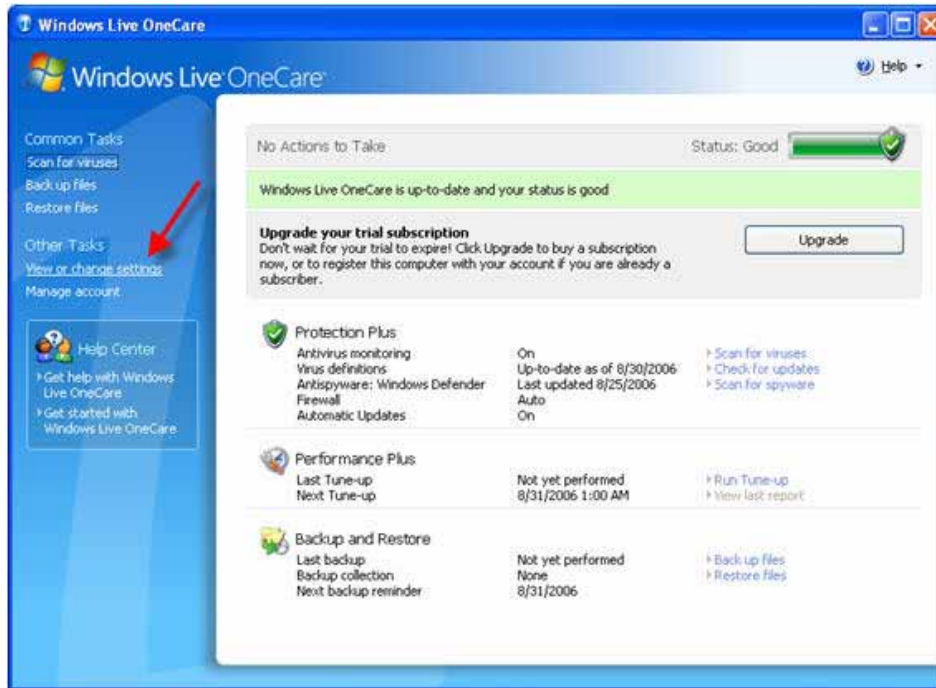 Windows Live OneCare
Windows Live OneCare
Help
Common Tasks
Scan for viruses
Back up files
Restore files
Other Tasks
View or change settings
Manage account
Help Center
Get help with Windows
Live OneCare
Get started with
Windows Live OneCare
No Actions to Take Status: Good
Windows Live OneCare is up-to-date and your status is good
Upgrade your trial subscription
Don't wait for your trial to expire! Click Upgrade to buy a subscription
now, or to register this computer with your account if you are already a
subscriber.
Upgrade
Protection Plus
Antivirus monitoring On Scan for viruses
Virus definitions Up-to-date as of 8/30/2006 Check for updates
Antispyware: Windows Defender Last updated 8/25/2006 Scan for spyware
Firewall Auto
Automatic Updates On
Performance Plus
Last Tune-up Not yet performed Run Tune-up
Next Tune-up 8/31/2006 1:00 AM View last report
Backup and Restore
Last backup Not yet performed Back up files
Backup collection None Restore files
Next backup reminder 8/31/2006